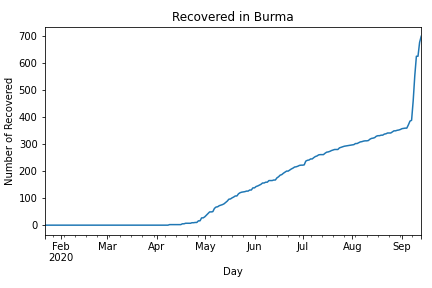 Recovered in Burma
Number of Recovered
700
600
500
400
300
200
100
0
Feb Mar Apr May Jun Jul Aug Sep
2020
Day